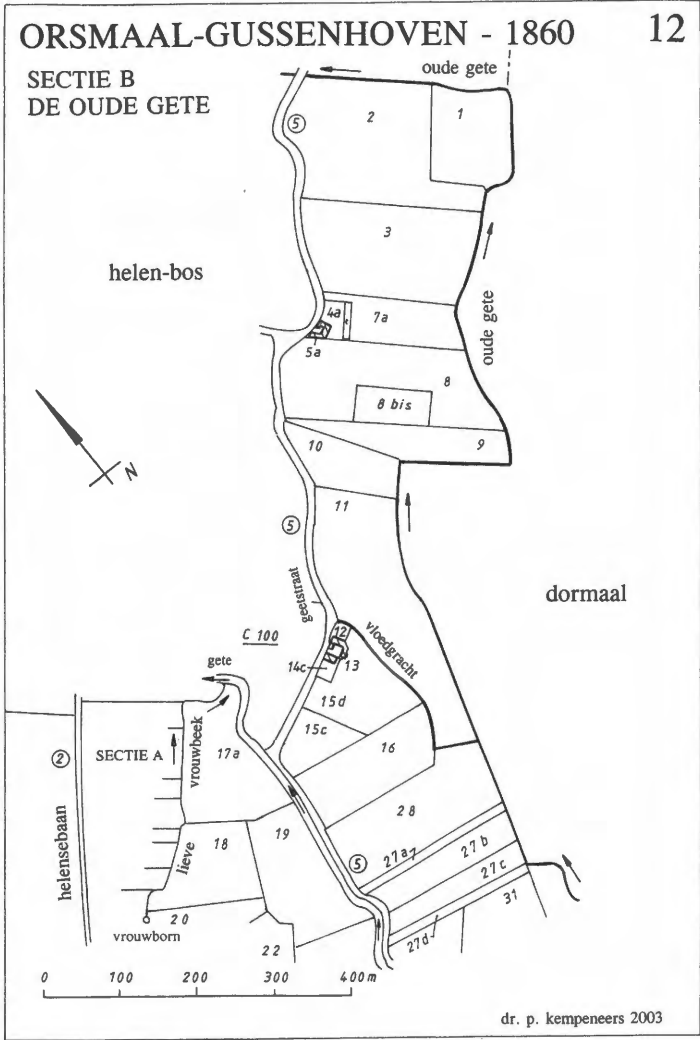 ORSMAAL-GUSSENHOVEN - 1860 12
SECTIE B
DE OUDE GETE
oude gete
5
2
1
3
helen-bos
oude gete
4a
7a
5a
8
8 bis
N
10
9
11
5
geetstraat
dormaal
C 100
12
vloedgracht
gete
14c
13
15d
15c
16
2
SECTIE A
vrouwbeek
17a
28
helensebaan
lieve
18
19
5
27a7
27b
27c
31
20
vrouwborn
22
27d
0 100 200 300 400m
dr. p. kempeneers 2003